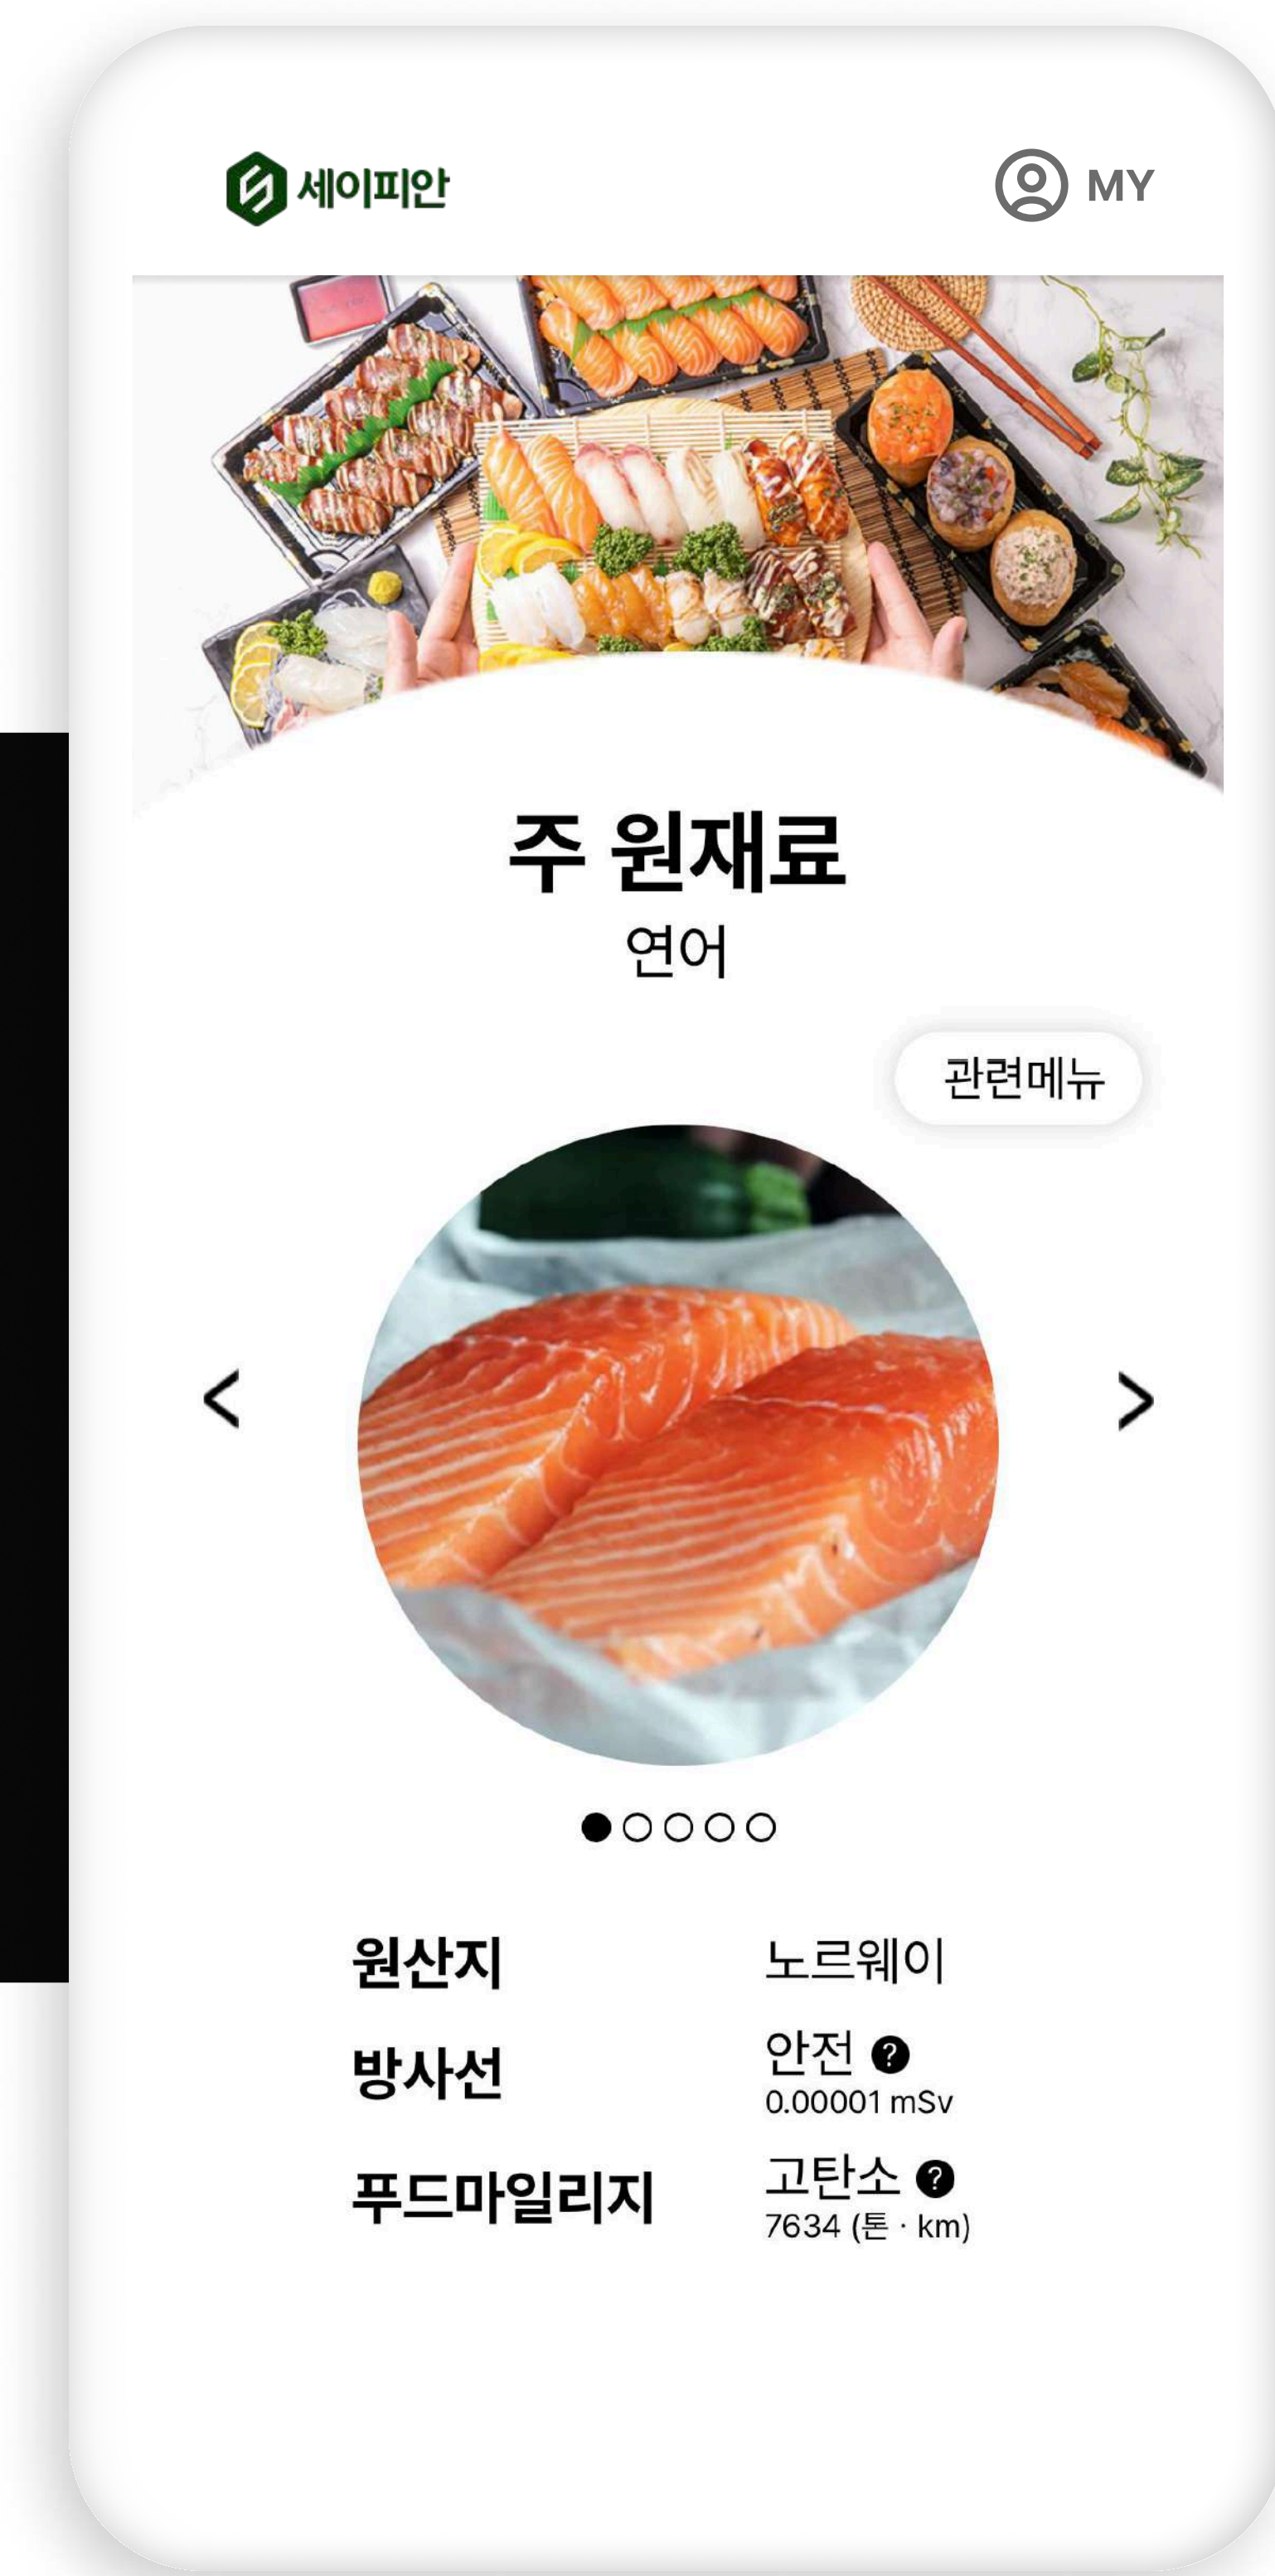 세이피안
MY
주 원재료
연어
관련메뉴
<
>
원산지
노르웨이
방사선
안전 ?
0.00001 mSv
푸드마일리지
고탄소 ?
7634 (톤 · km)